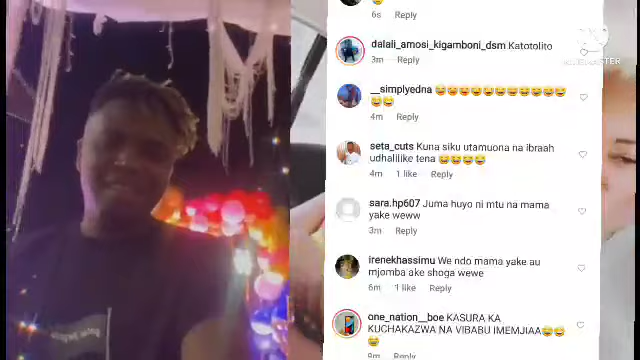 6s Reply
dalali_amosi_kigamboni_dsm Katotolito
3m Reply
__simplyedna 😅😍😍😅😅😅😅😅😅😅😅😅
😅😅
4m Reply
seta_cuts Kuna siku utamuona na ibraah
udhalilike tena 😂😂😂😂
4m 1 like Reply
sara.hp607 Juma huyo ni mtu na mama
yake weww
3m Reply
irenekhassimu We ndo mama yake au
mjomba ake shoga wewe
6m 1 like Reply
one_nation__boe KASURA KA
KUCHAKAZWA NA VIBABU IMEMJIAA😂😂
😂
9m Reply